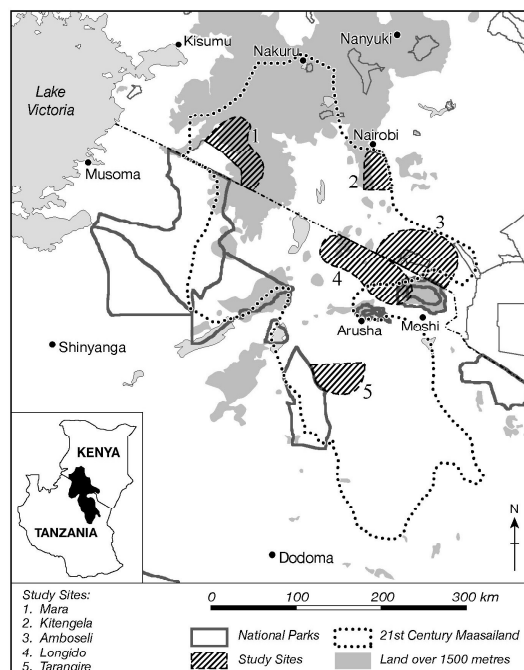 Nanyuki
Kisumu
Nakuru
Lake
Victoria
1
Nairobi
Musoma
2
3
4
Arusha
Moshi
Shinyanga
5
KENYA
TANZANIA
N
Dodoma
Study Sites:
1. Mara
2. Kitengela
3. Amboseli
4. Longido
5. Tarangire
0 100 200 300 km
National Parks
21st Century Maasailand
Study Sites
Land over 1500 metres